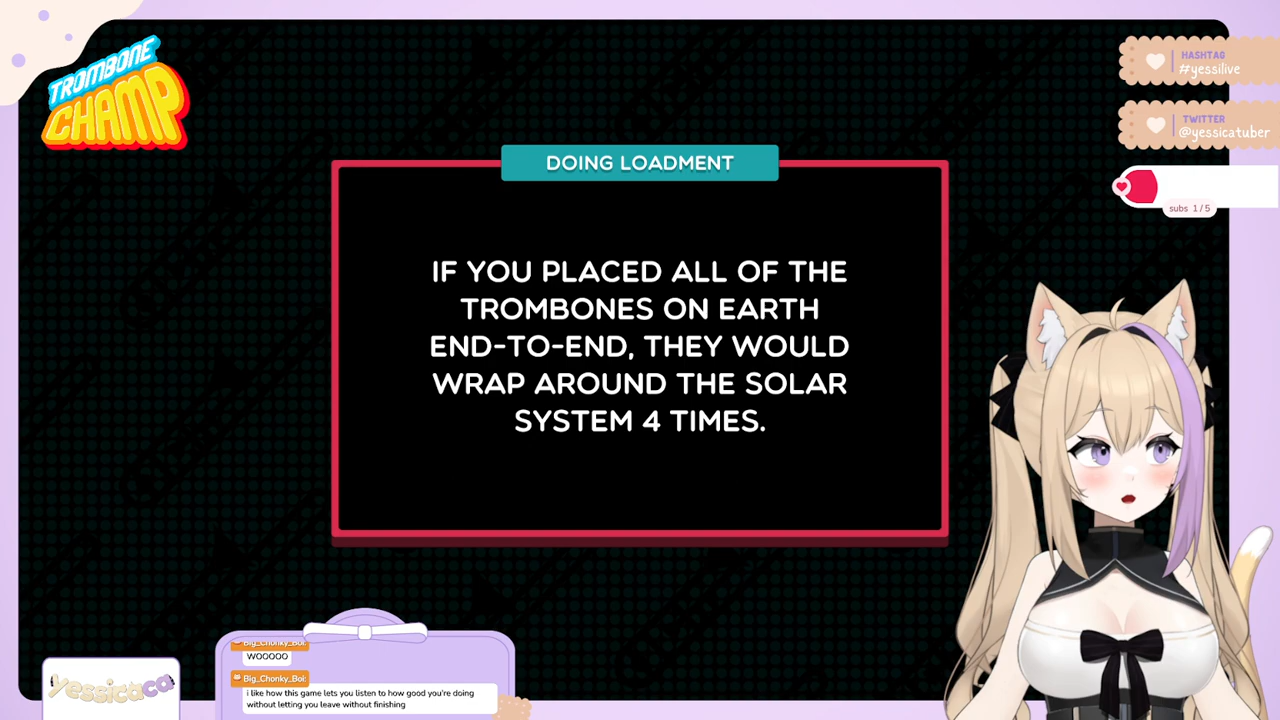 TROMBONE
CHAMP
HASHTAG
#yessilive
TWITTER
@yessicatuber
subs 1 / 5
DOING LOADMENT
IF YOU PLACED ALL OF THE
TROMBONES ON EARTH
END-TO-END, THEY WOULD
WRAP AROUND THE SOLAR
SYSTEM 4 TIMES.
Big_Chonky_Boi:
WOOOOO
Big_Chonky_Boi:
i like how this game lets you listen to how good you're doing
without letting you leave without finishing
yessicaca